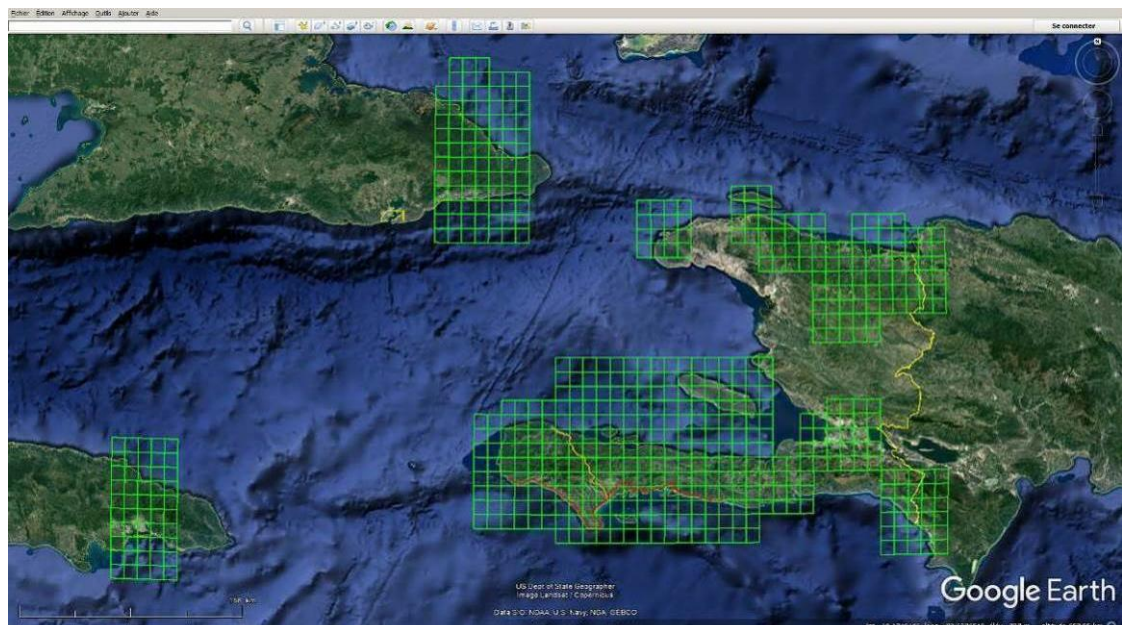 Fichier Édition Affichage Outils Ajouter Aide
Se connecter
N
US Dept of State Geographer
Image Landsat / Copernicus
Data SIO, NOAA, U.S. Navy, NGA, GEBCO
Google Earth